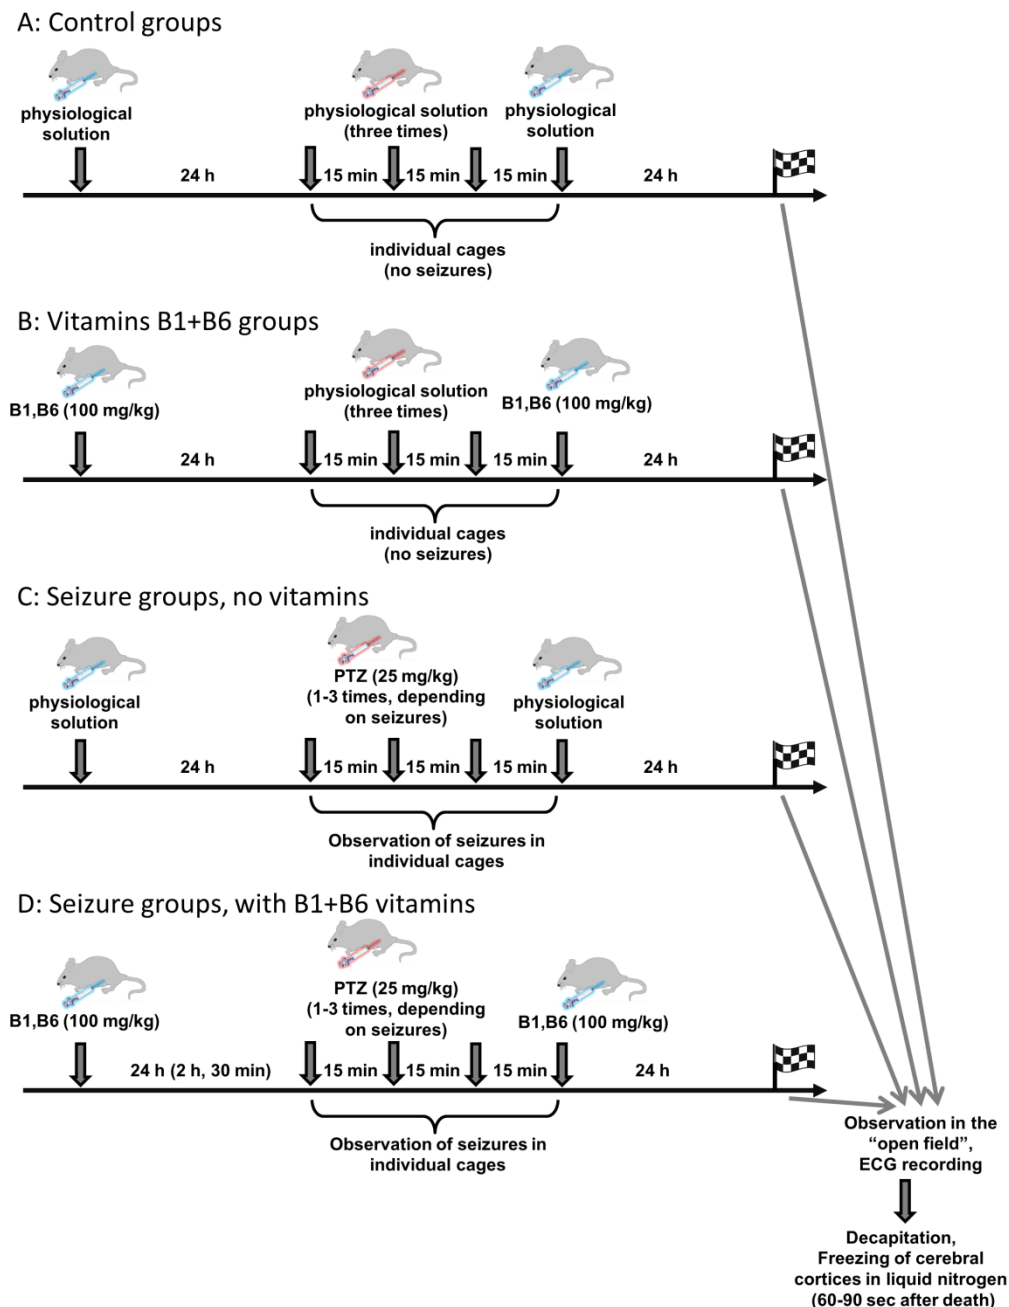 A: Control groups
physiological
solution
physiological solution
(three times)
physiological
solution
24 h
15 min
15 min
15 min
24 h
individual cages
(no seizures)
B: Vitamins B1+B6 groups
B1,B6 (100 mg/kg)
physiological solution
(three times)
B1,B6 (100 mg/kg)
24 h
15 min
15 min
15 min
24 h
individual cages
(no seizures)
C: Seizure groups, no vitamins
physiological
solution
PTZ (25 mg/kg)
(1-3 times, depending
on seizures)
physiological
solution
24 h
15 min
15 min
15 min
24 h
Observation of seizures in
individual cages
D: Seizure groups, with B1+B6 vitamins
B1,B6 (100 mg/kg)
PTZ (25 mg/kg)
(1-3 times, depending
on seizures)
B1,B6 (100 mg/kg)
24 h (2 h, 30 min)
15 min
15 min
15 min
24 h
Observation of seizures in
individual cages
Observation in the
“open field”,
ECG recording
Decapitation,
Freezing of cerebral
cortices in liquid nitrogen
(60-90 sec after death)